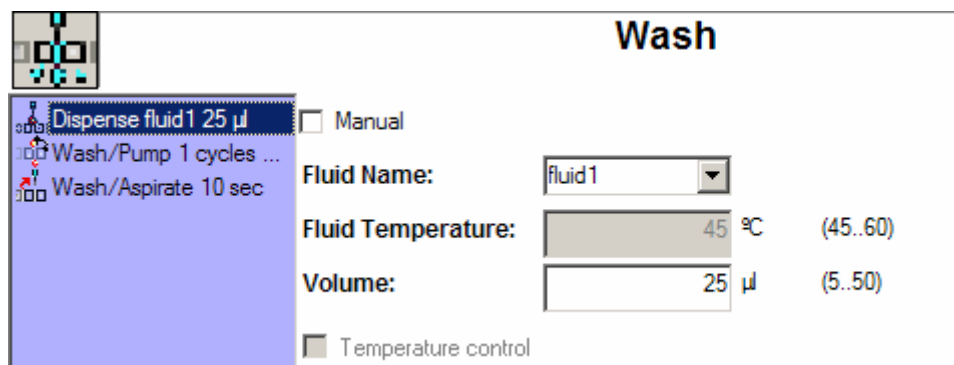 Wash
Dispense fluid1 25 µl
Wash/Pump 1 cycles ...
Wash/Aspirate 10 sec
Manual
Fluid Name: fluid1
Fluid Temperature: 45 ºC (45..60)
Volume: 25 µl (5..50)
Temperature control